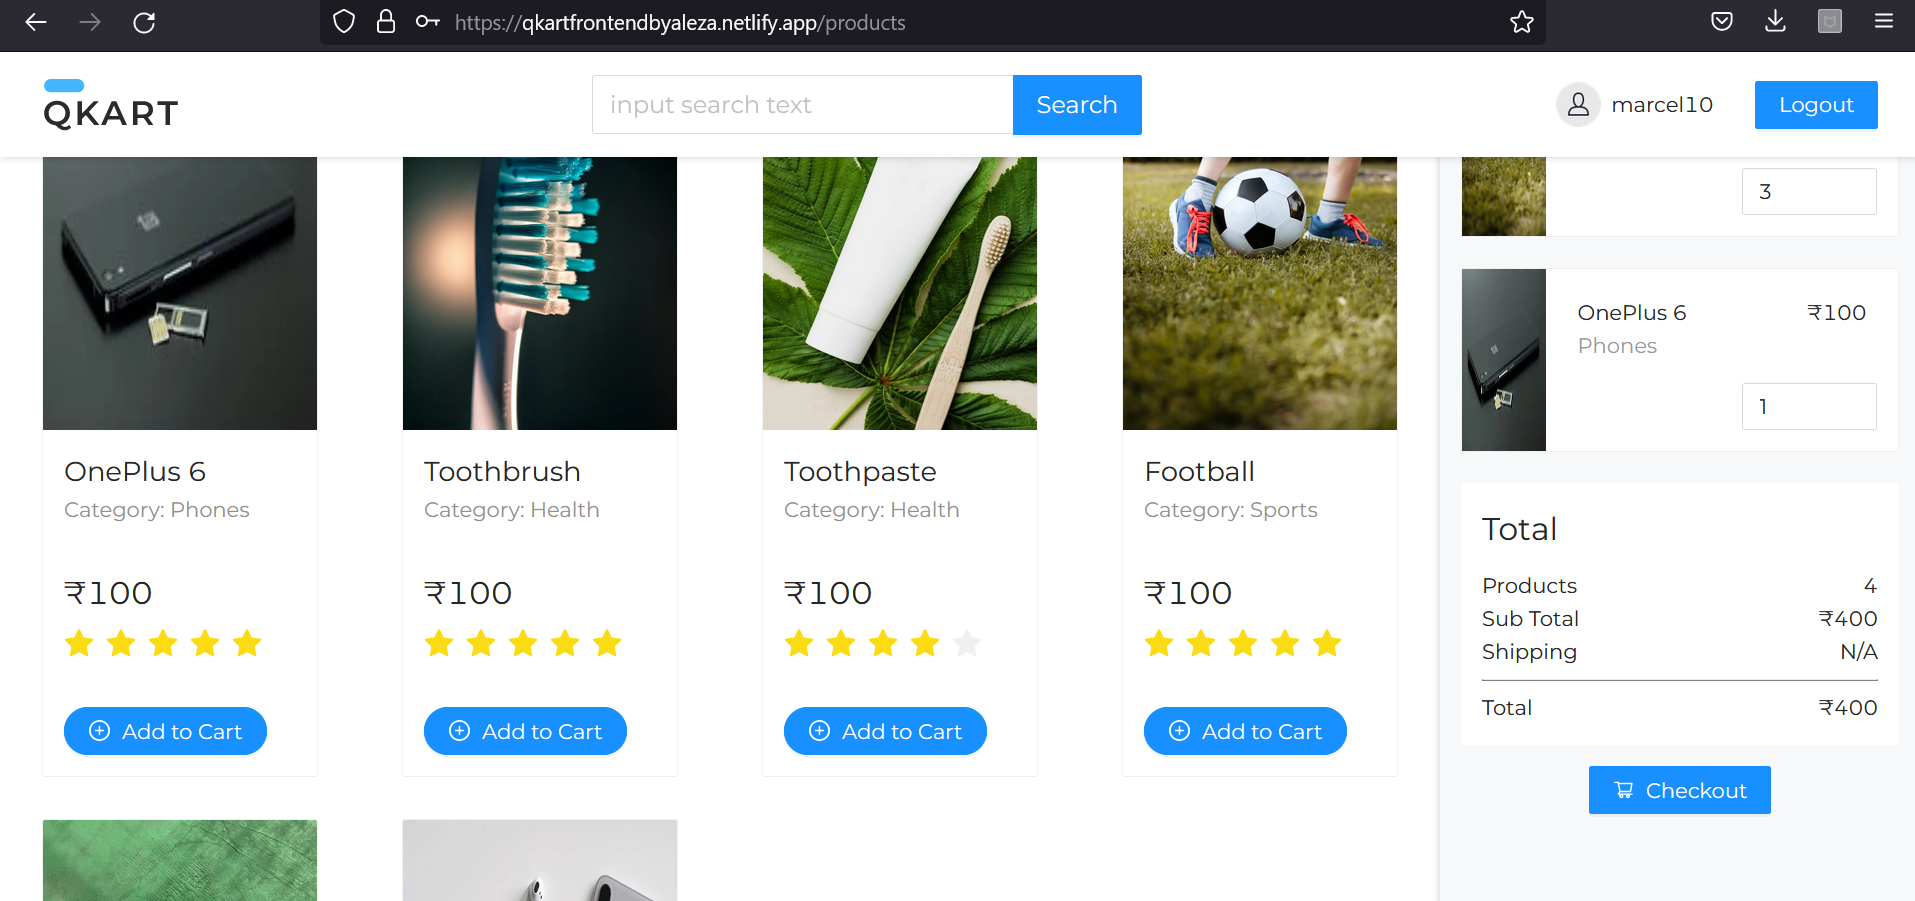 https://qkartfrontendbyaleza.netlify.app/products
QKART
input search text
Search
marcel10
Logout
OnePlus 6
Category: Phones
₹100
Add to Cart
Toothbrush
Category: Health
₹100
Add to Cart
Toothpaste
Category: Health
₹100
Add to Cart
Football
Category: Sports
₹100
Add to Cart
3
OnePlus 6 ₹100
Phones
1
Total
Products 4
Sub Total ₹400
Shipping N/A
Total ₹400
Checkout